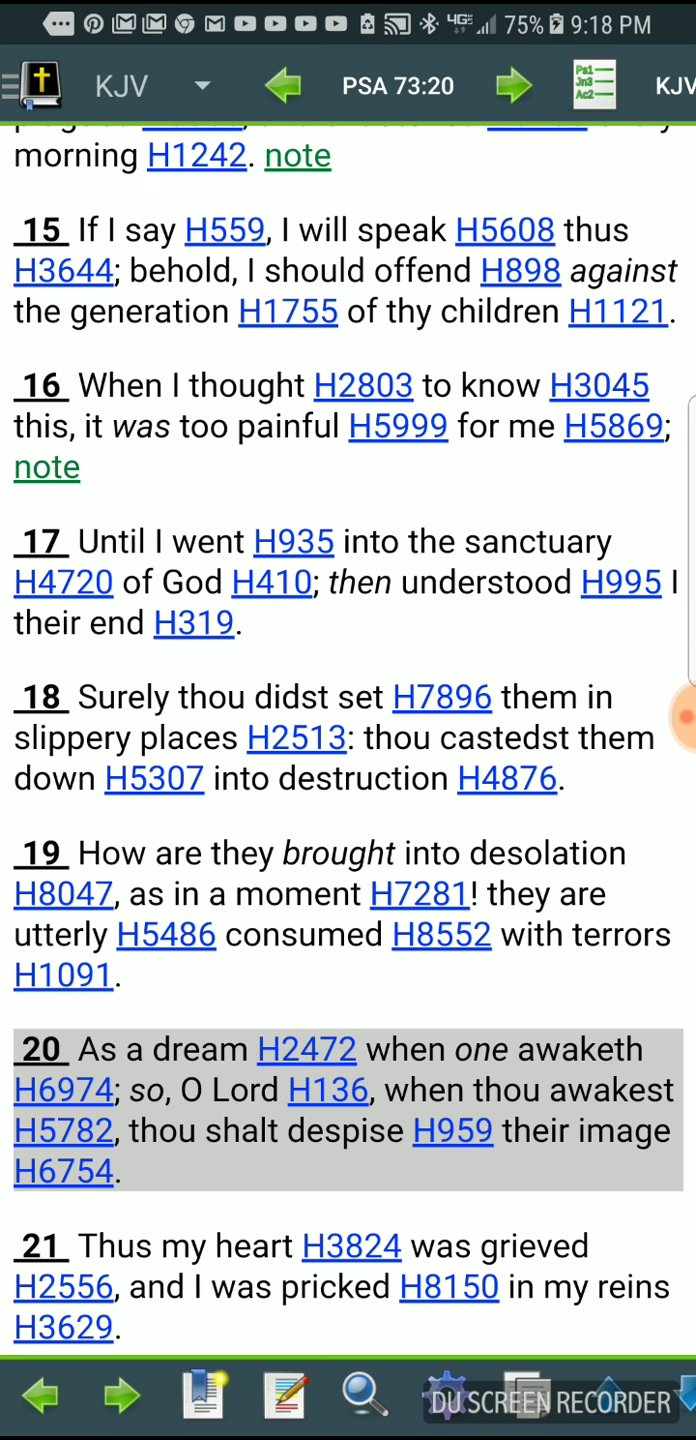 4GE 75% 9:18 PM
KJV PSA 73:20 Ps1 Jn3 Ac2 KJV
morning H1242. note
15 If I say H559, I will speak H5608 thus
H3644; behold, I should offend H898 against
the generation H1755 of thy children H1121.
16 When I thought H2803 to know H3045
this, it was too painful H5999 for me H5869;
note
17 Until I went H935 into the sanctuary
H4720 of God H410; then understood H995 I
their end H319.
18 Surely thou didst set H7896 them in
slippery places H2513: thou castedst them
down H5307 into destruction H4876.
19 How are they brought into desolation
H8047, as in a moment H7281! they are
utterly H5486 consumed H8552 with terrors
H1091.
20 As a dream H2472 when one awaketh
H6974; so, O Lord H136, when thou awakest
H5782, thou shalt despise H959 their image
H6754.
21 Thus my heart H3824 was grieved
H2556, and I was pricked H8150 in my reins
H3629.
DU SCREEN RECORDER